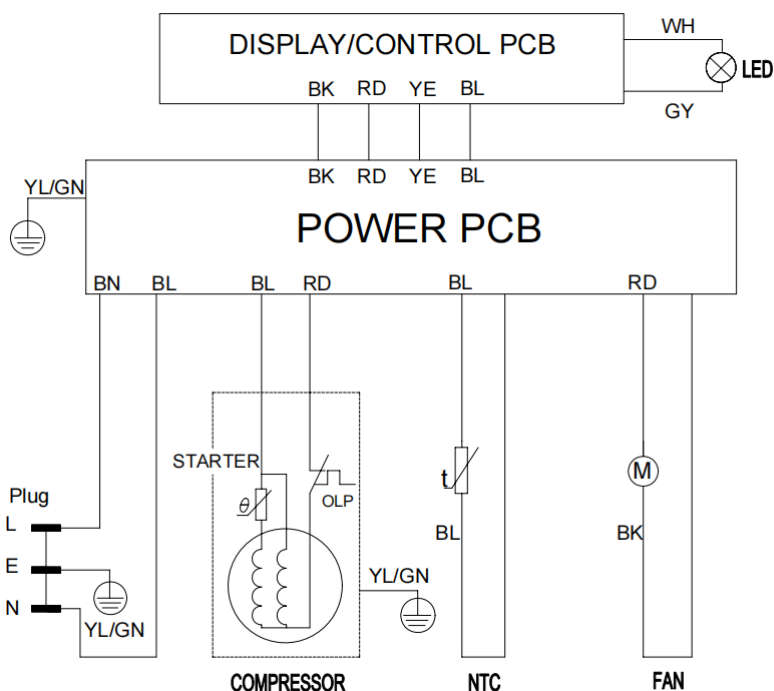 DISPLAY/CONTROL PCB
WH
LED
GY
BK RD YE BL
BK RD YE BL
YL/GN
POWER PCB
BN BL BL RD BL RD
STARTER
θ
OLP
t
M
Plug
L
E
N
YL/GN
YL/GN
BL
BK
COMPRESSOR
NTC
FAN